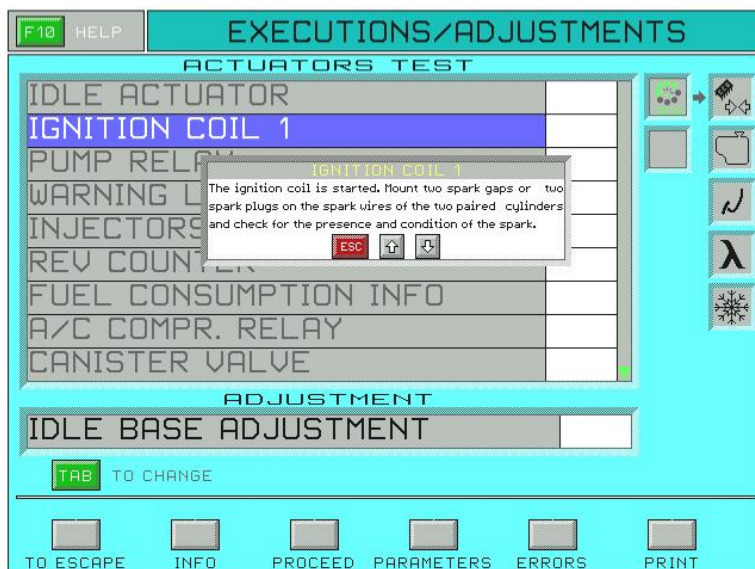 F10 HELP EXECUTIONS/ADJUSTMENTS
ACTUATORS TEST
IDLE ACTUATOR
IGNITION COIL 1
PUMP RELAY
WARNING L
INJECTORS
REV COUNTER
FUEL CONSUMPTION INFO
A/C COMPR. RELAY
CANISTER VALVE
IGNITION COIL 1
The ignition coil is started. Mount two spark gaps or two
spark plugs on the spark wires of the two paired cylinders
and check for the presence and condition of the spark.
ESC
ADJUSTMENT
IDLE BASE ADJUSTMENT
TAB TO CHANGE
TO ESCAPE INFO PROCEED PARAMETERS ERRORS PRINT
λ